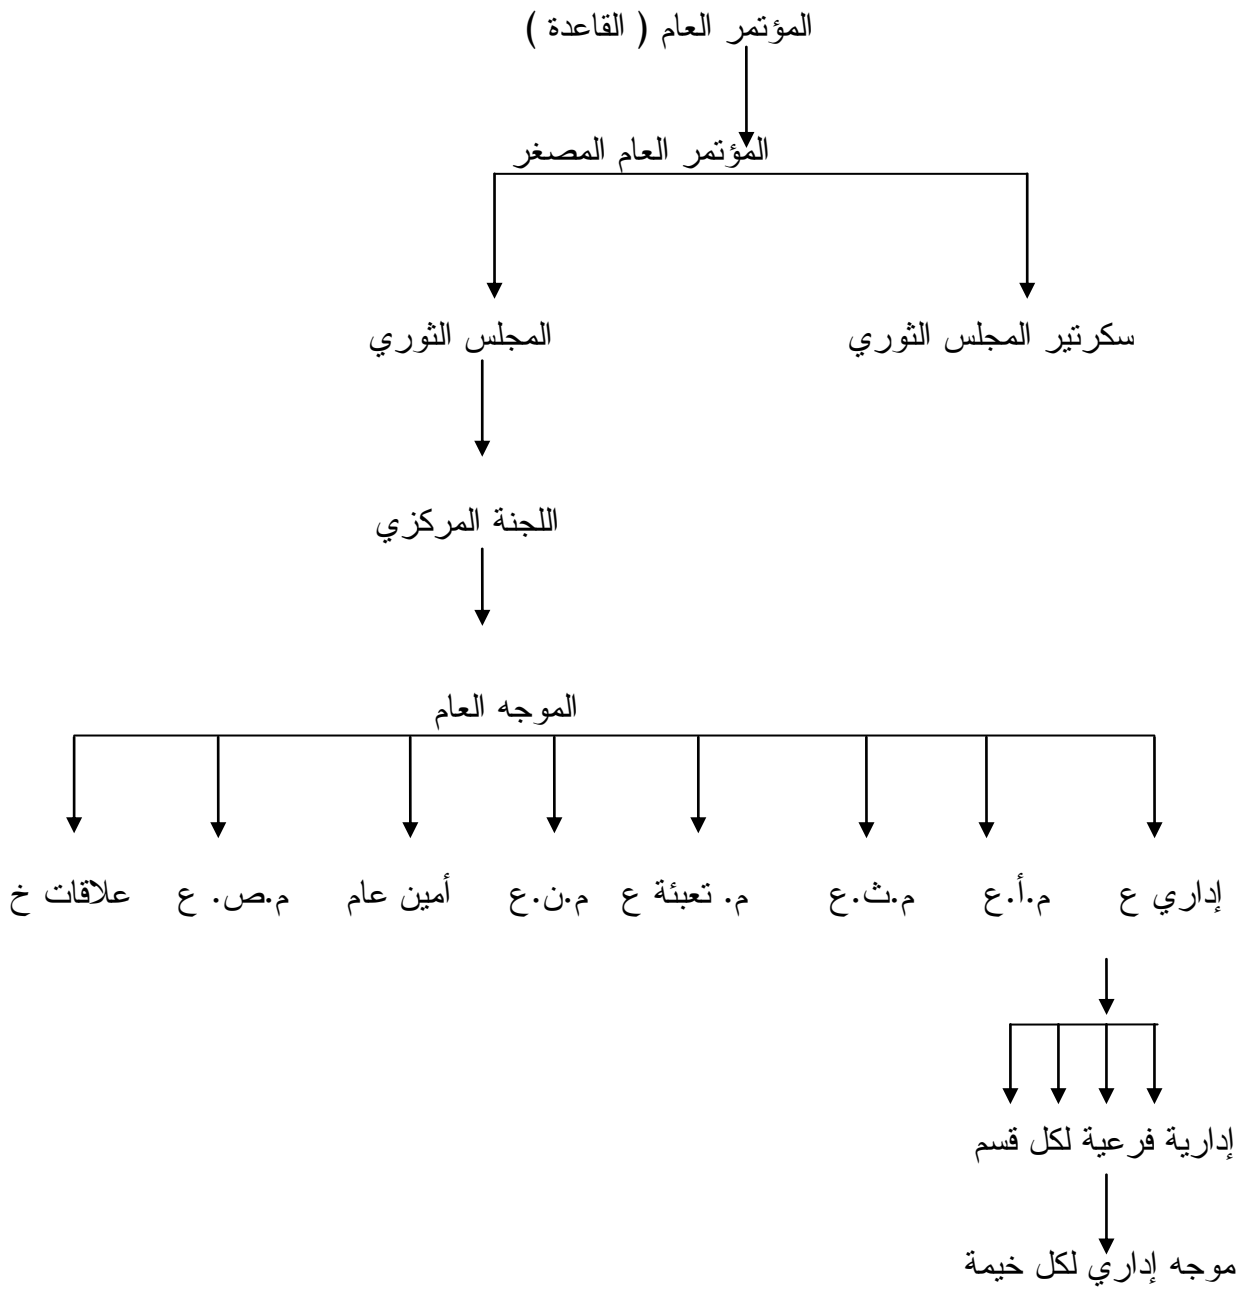 المؤتمر العام ( القاعدة )
المؤتمر العام المصغر
سكرتير المجلس الثوري
المجلس الثوري
اللجنة المركزي
الموجه العام
إداري ع
م.أ.ع
م.ث.ع
م. تعبئة ع
م.ن.ع
أمين عام
م.ص. ع
علاقات خ
إدارية فرعية لكل قسم
موجه إداري لكل خيمة